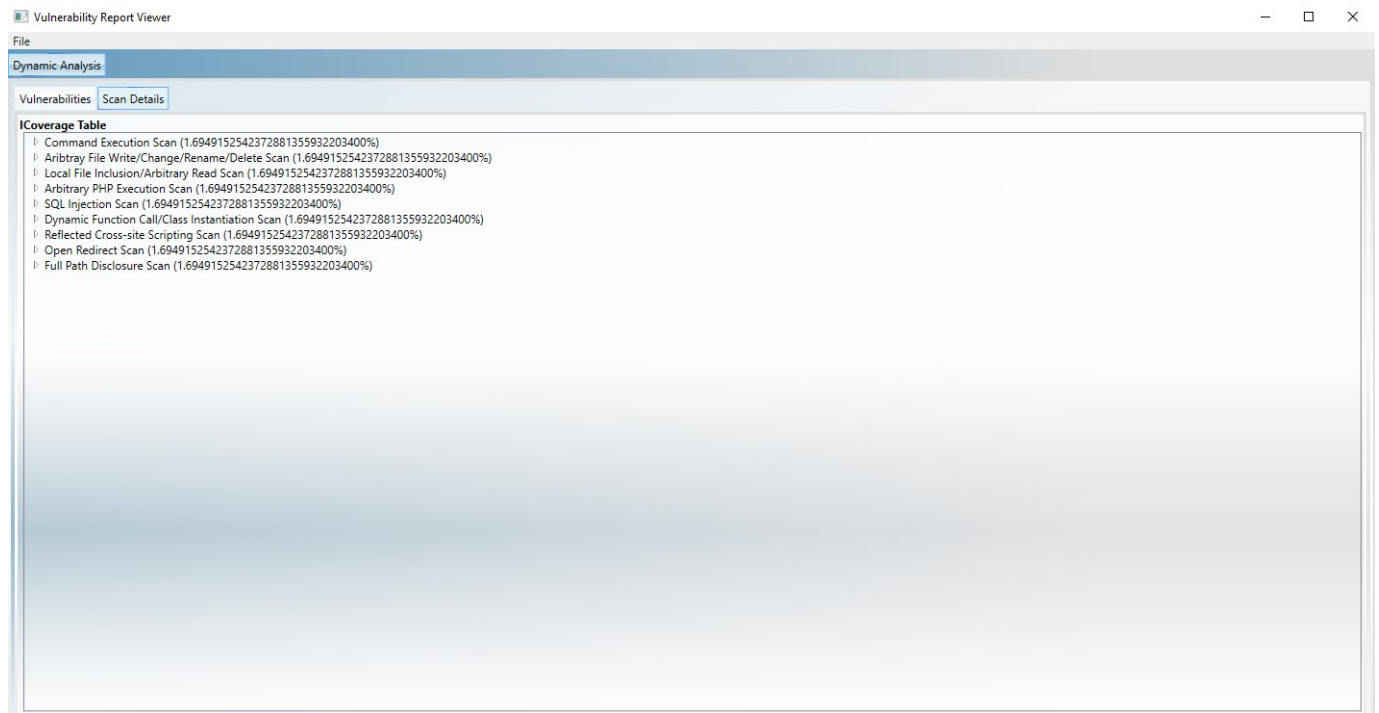 Vulnerability Report Viewer
File
Dynamic Analysis
Vulnerabilities Scan Details
ICoverage Table
Command Execution Scan (1.6949152542372881355932203400%)
Aribtray File Write/Change/Rename/Delete Scan (1.6949152542372881355932203400%)
Local File Inclusion/Arbitrary Read Scan (1.6949152542372881355932203400%)
Arbitrary PHP Execution Scan (1.6949152542372881355932203400%)
SQL Injection Scan (1.6949152542372881355932203400%)
Dynamic Function Call/Class Instantiation Scan (1.6949152542372881355932203400%)
Reflected Cross-site Scripting Scan (1.6949152542372881355932203400%)
Open Redirect Scan (1.6949152542372881355932203400%)
Full Path Disclosure Scan (1.6949152542372881355932203400%)